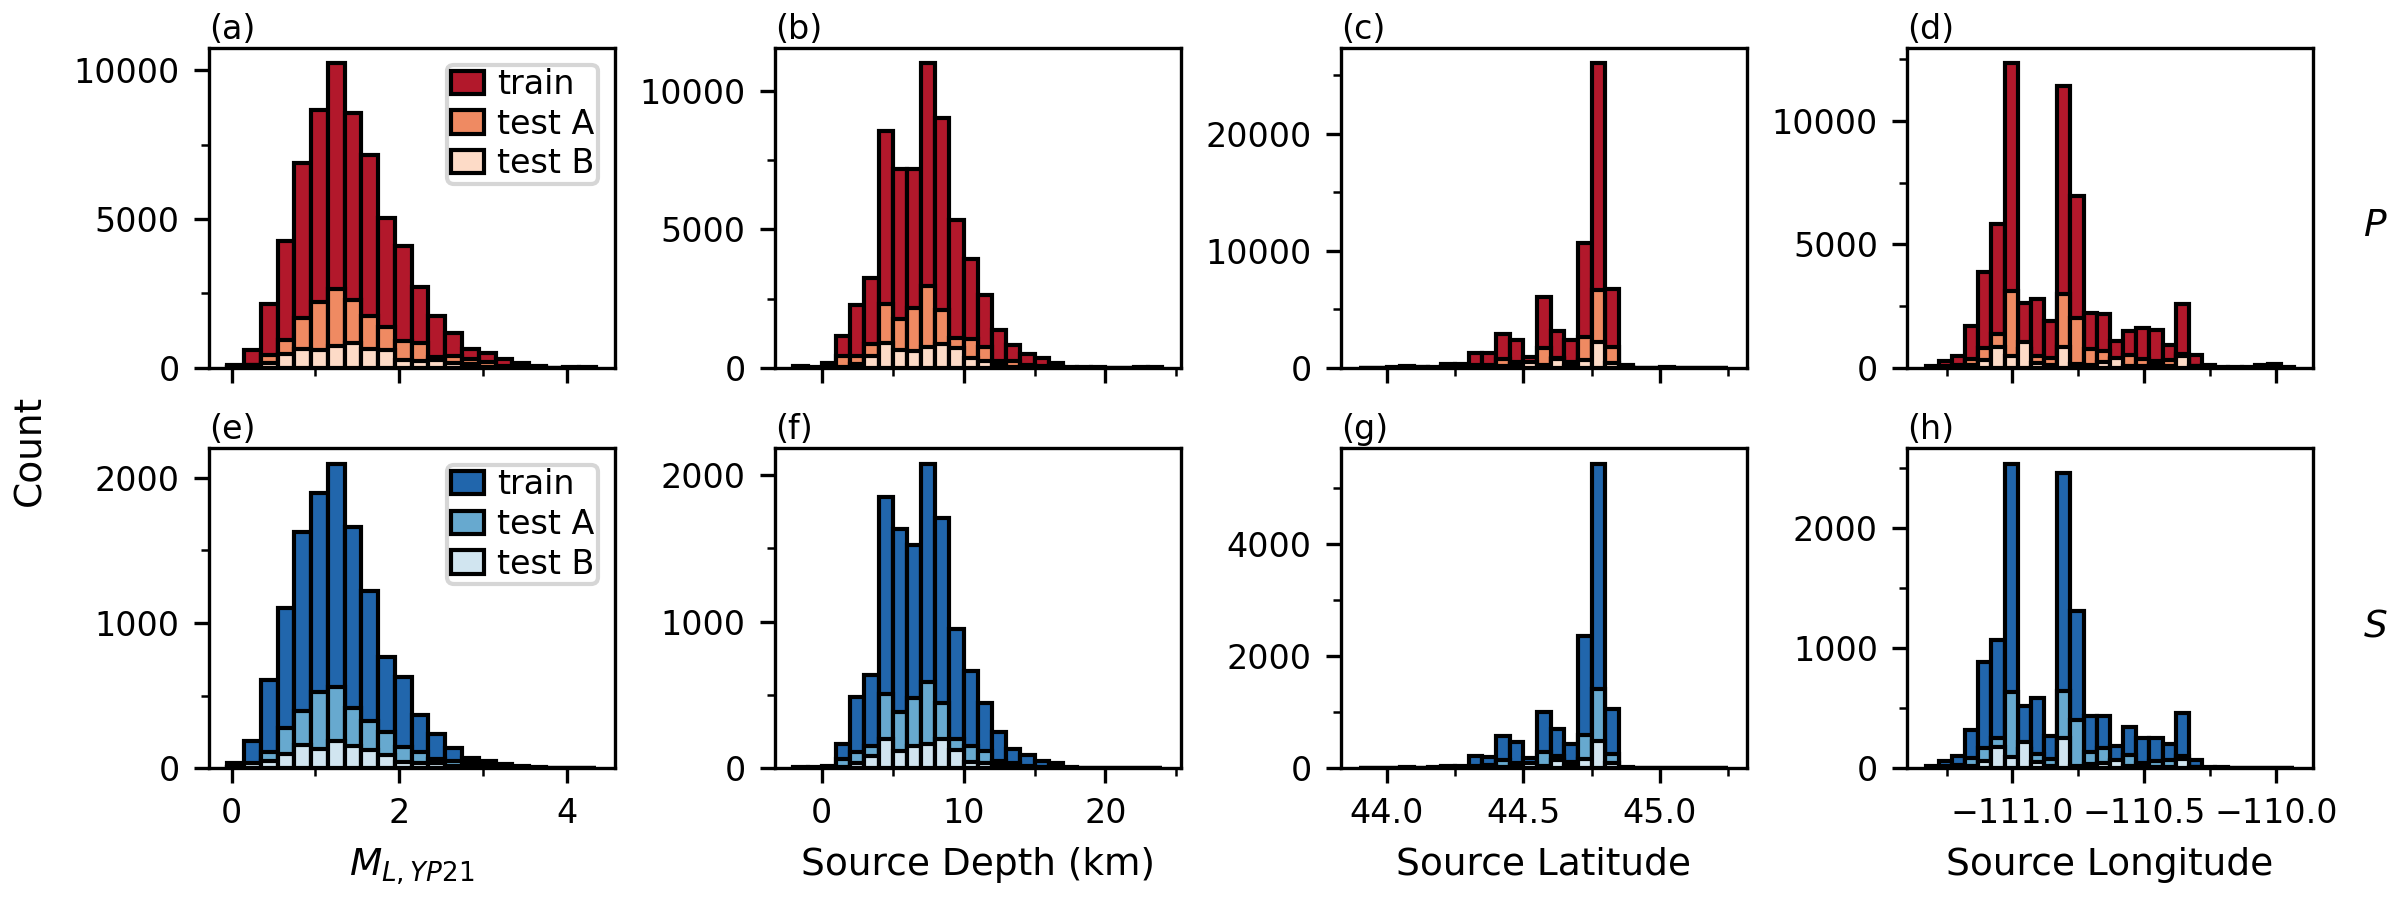 (a) (b) (c) (d)
10000 10000 20000 10000
5000 5000 10000 5000
0 0 0 0
train
test A
test B
P
Count
(e) (f) (g) (h)
2000 2000 4000 2000
1000 1000 2000 1000
0 0 0 0
train
test A
test B
S
0 2 4 0 10 20 44.0 44.5 45.0 −111.0 −110.5 −110.0
M_{L, YP21} Source Depth (km) Source Latitude Source Longitude